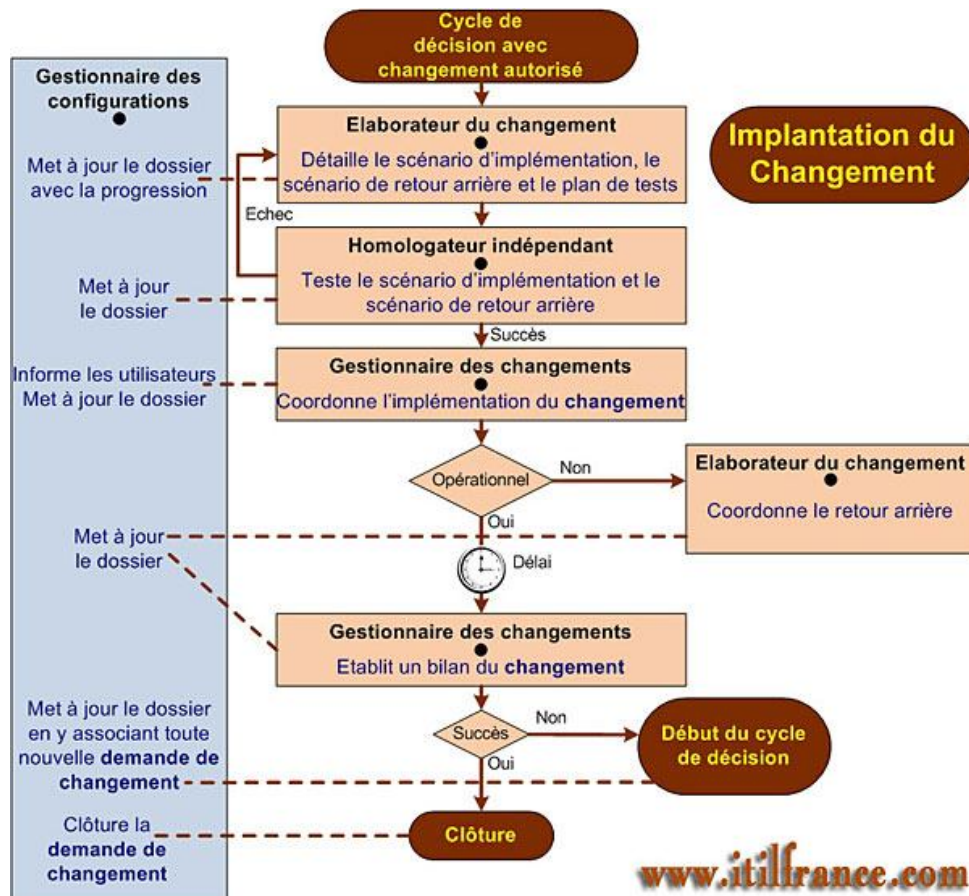 Cycle de
décision avec
changement autorisé
Implantation du
Changement
Gestionnaire des
configurations
Elaborateur du changement
Détaille le scénario d’implémentation, le
scénario de retour arrière et le plan de tests
Met à jour le dossier
avec la progression
Echec
Homologateur indépendant
Teste le scénario d’implémentation et le
scénario de retour arrière
Met à jour
le dossier
Succès
Gestionnaire des changements
Coordonne l’implémentation du changement
Informe les utilisateurs
Met à jour le dossier
Opérationnel
Non
Elaborateur du changement
Coordonne le retour arrière
Oui
Met à jour
le dossier
Délai
Gestionnaire des changements
Etablit un bilan du changement
Met à jour le dossier
en y associant toute
nouvelle demande de
changement
Succès
Non
Début du cycle
de décision
Oui
Clôture
Clôture la
demande de
changement
www.itilfrance.com